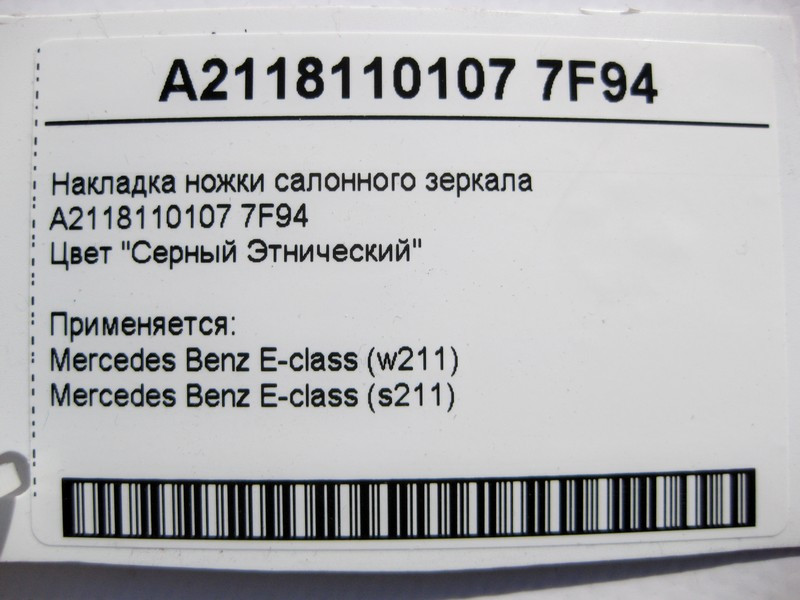 A2118110107 7F94
Накладка ножки салонного зеркала
A2118110107 7F94
Цвет "Серный Этнический"
Применяется:
Mercedes Benz E-class (w211)
Mercedes Benz E-class (s211)